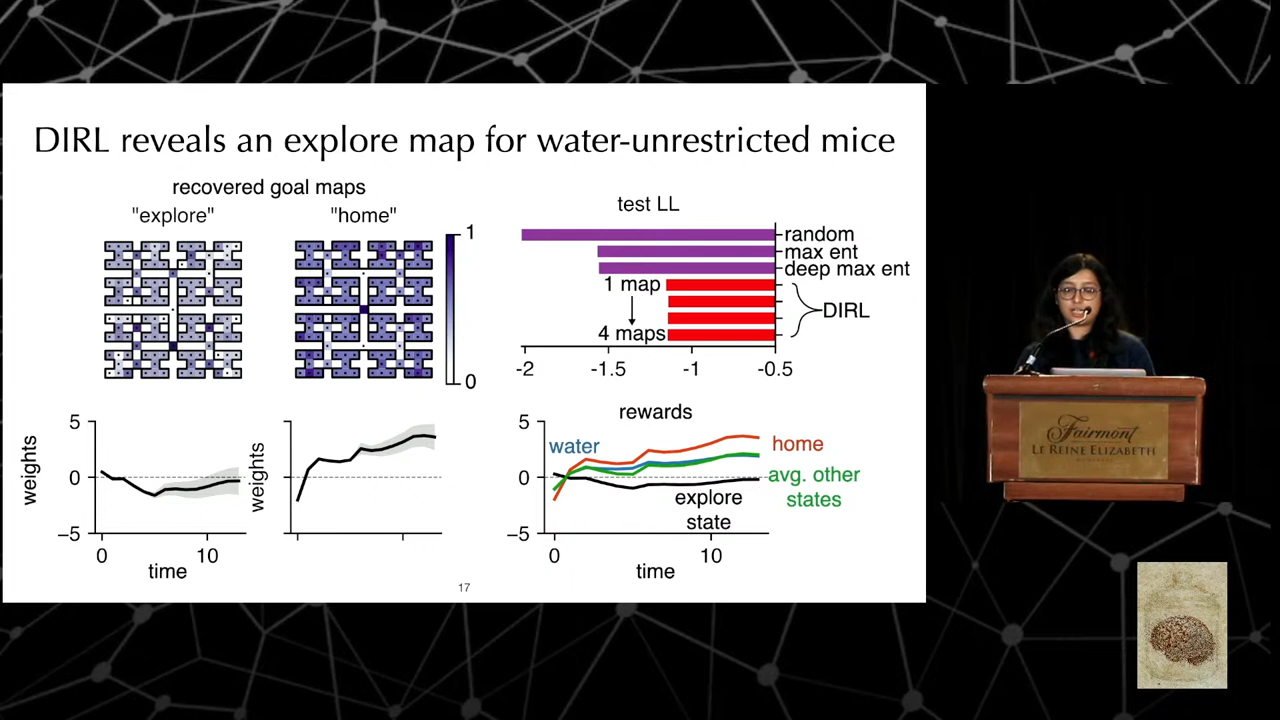 DIRL reveals an explore map for water-unrestricted mice
recovered goal maps
"explore"
"home"
1
0
test LL
random
max ent
deep max ent
1 map
4 maps
DIRL
-2
-1.5
-1
-0.5
weights
5
0
−5
0
10
time
weights
rewards
5
0
−5
water
home
avg. other
states
explore
state
0
10
time
17
Fairmont
LE REINE ELIZABETH